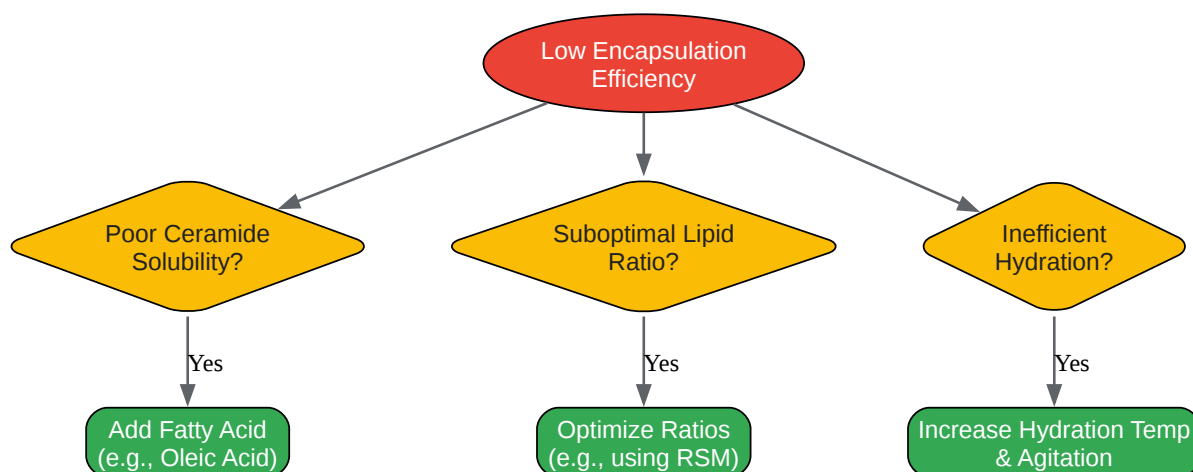 Low Encapsulation
Efficiency
Poor Ceramide
Solubility?
Suboptimal Lipid
Ratio?
Inefficient
Hydration?
Yes
Yes
Yes
Add Fatty Acid
(e.g., Oleic Acid)
Optimize Ratios
(e.g., using RSM)
Increase Hydration Temp
& Agitation